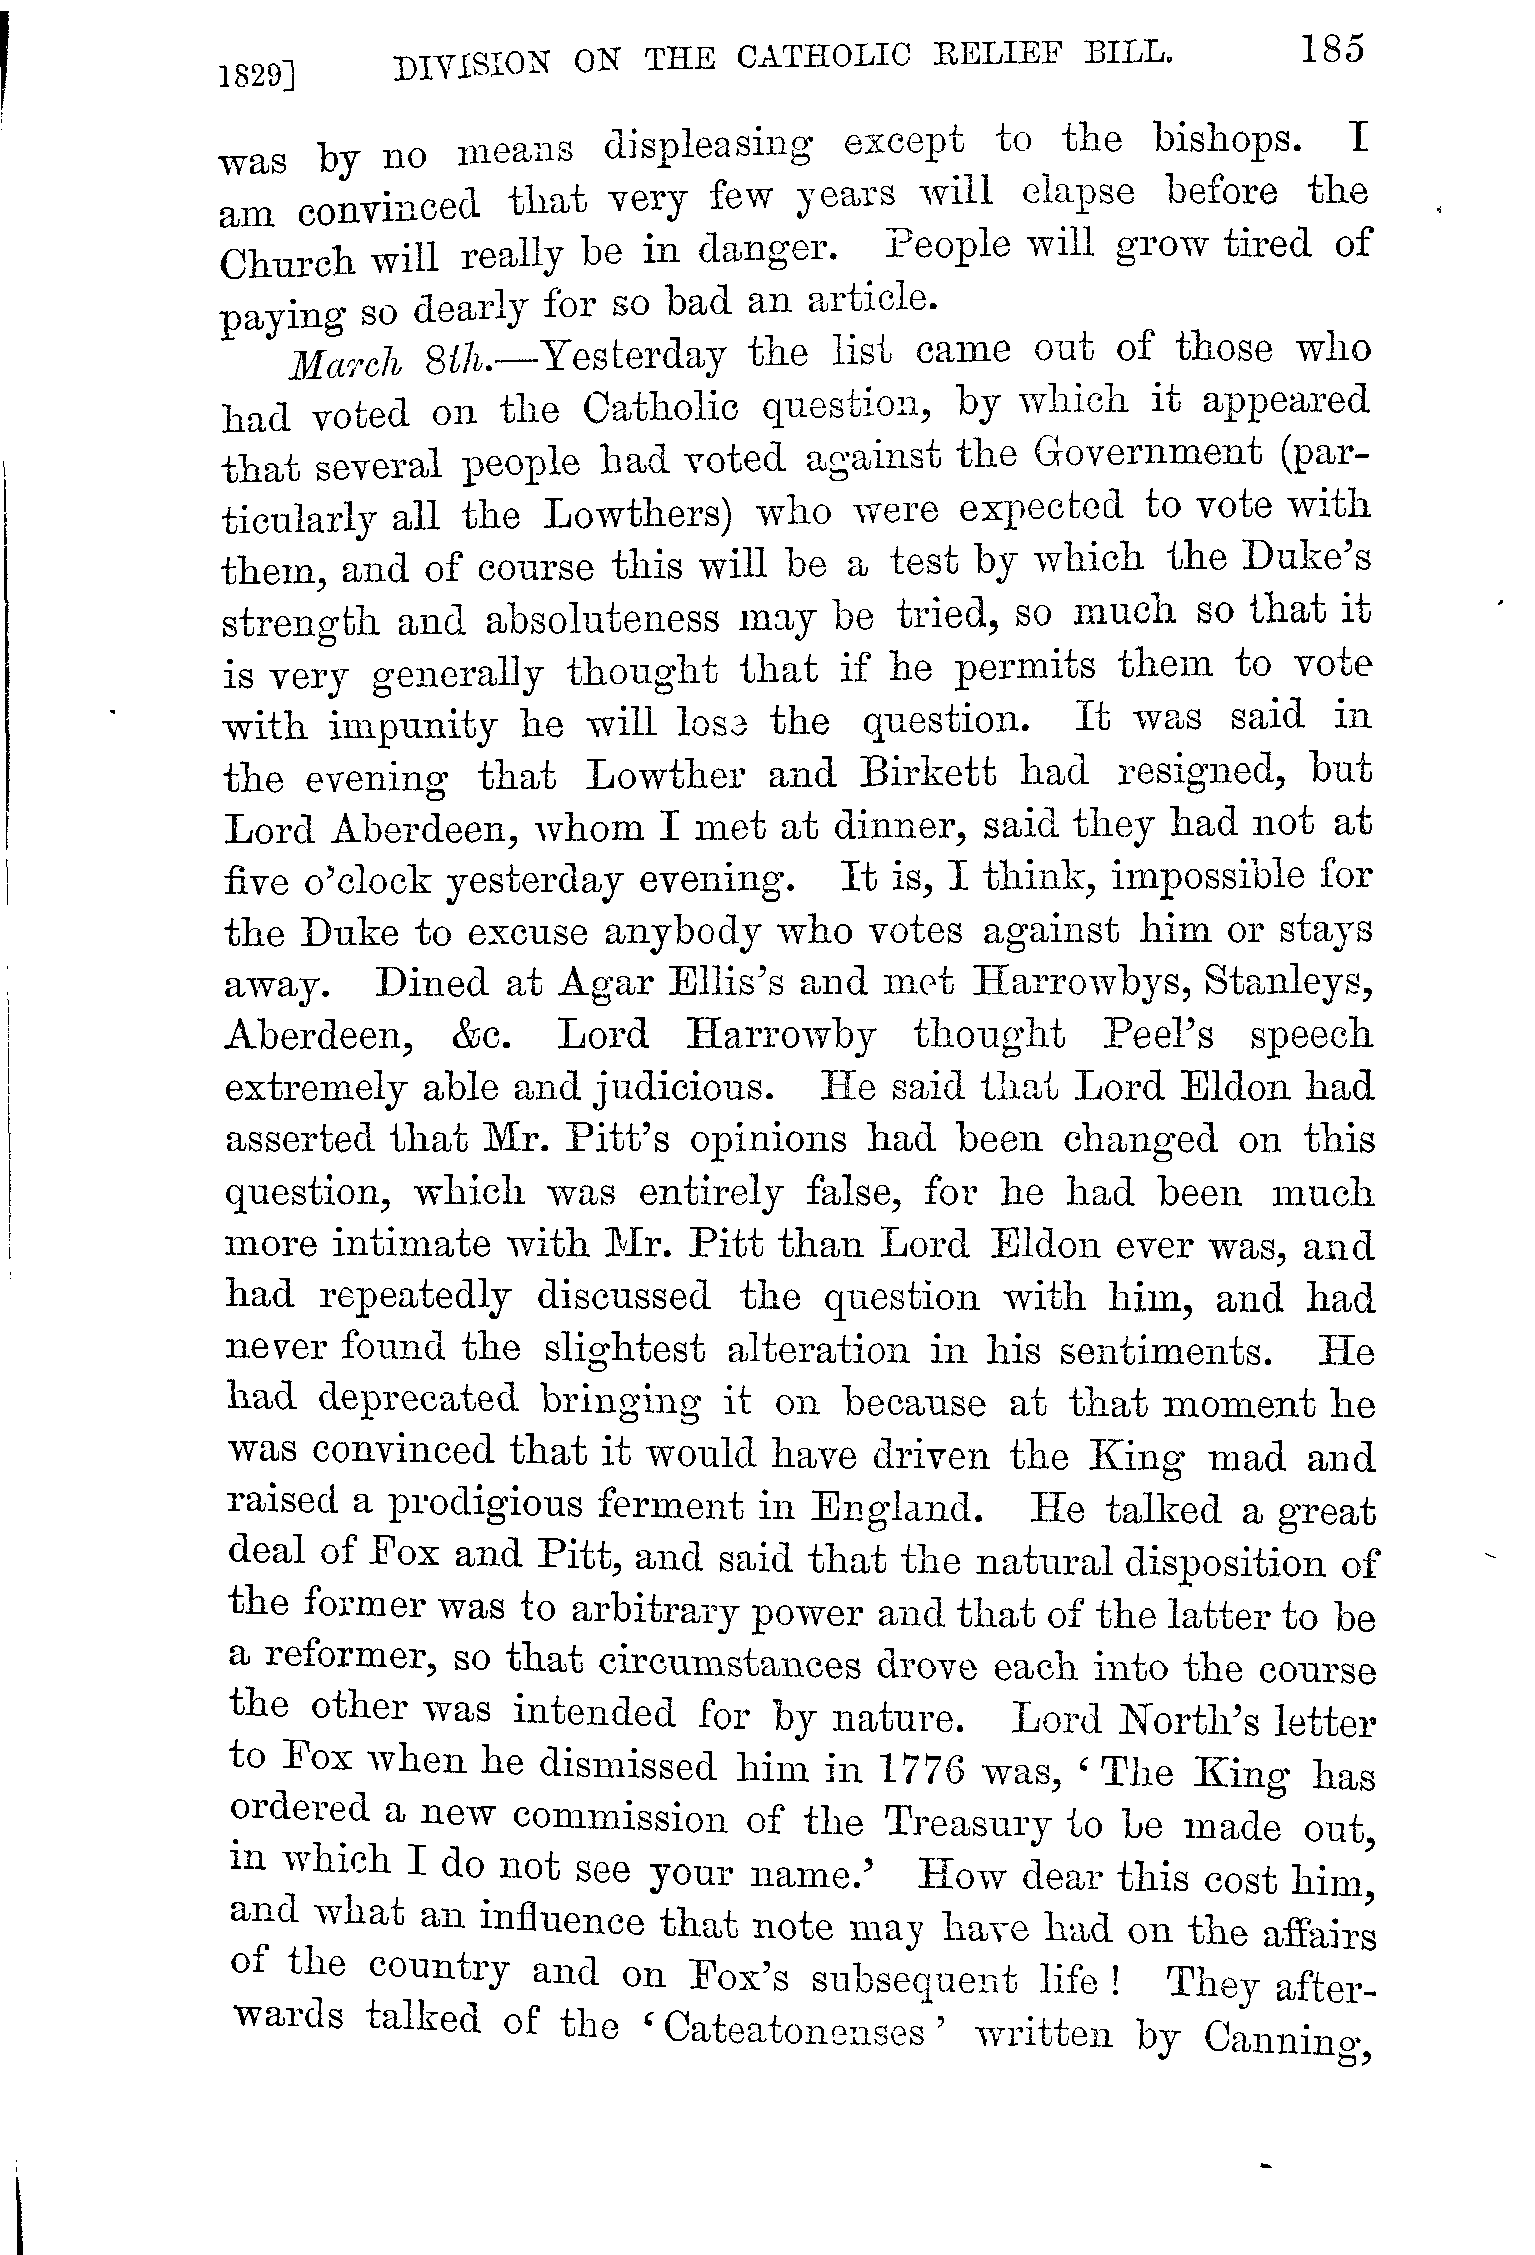 1829] DIVISION ON THE CATHOLIC RELIEF BILL. 185
was by no means displeasing except to the bishops. I
am convinced that very few years will elapse before the
Church will really be in danger. People will grow tired of
paying so dearly for so bad an article.
March 8th.—Yesterday the list came out of those who
had voted on the Catholic question, by which it appeared
that several people had voted against the Government (par-
ticularly all the Lowthers) who were expected to vote with
them, and of course this will be a test by which the Duke's
strength and absoluteness may be tried, so much so that it
is very generally thought that if he permits them to vote
with impunity he will lose the question. It was said in
the evening that Lowther and Birkett had resigned, but
Lord Aberdeen, whom I met at dinner, said they had not at
five o'clock yesterday evening. It is, I think, impossible for
the Duke to excuse anybody who votes against him or stays
away. Dined at Agar Ellis's and met Harrowbys, Stanleys,
Aberdeen, &c. Lord Harrowby thought Peel's speech
extremely able and judicious. He said that Lord Eldon had
asserted that Mr. Pitt's opinions had been changed on this
question, which was entirely false, for he had been much
more intimate with Mr. Pitt than Lord Eldon ever was, and
had repeatedly discussed the question with him, and had
never found the slightest alteration in his sentiments. He
had deprecated bringing it on because at that moment he
was convinced that it would have driven the King mad and
raised a prodigious ferment in England. He talked a great
deal of Fox and Pitt, and said that the natural disposition of
the former was to arbitrary power and that of the latter to be
a reformer, so that circumstances drove each into the course
the other was intended for by nature. Lord North's letter
to Fox when he dismissed him in 1776 was, 'The King has
ordered a new commission of the Treasury to be made out,
in which I do not see your name.' How dear this cost him,
and what an influence that note may have had on the affairs
of the country and on Fox's subsequent life! They after-
wards talked of the 'Cateatonenses' written by Canning,